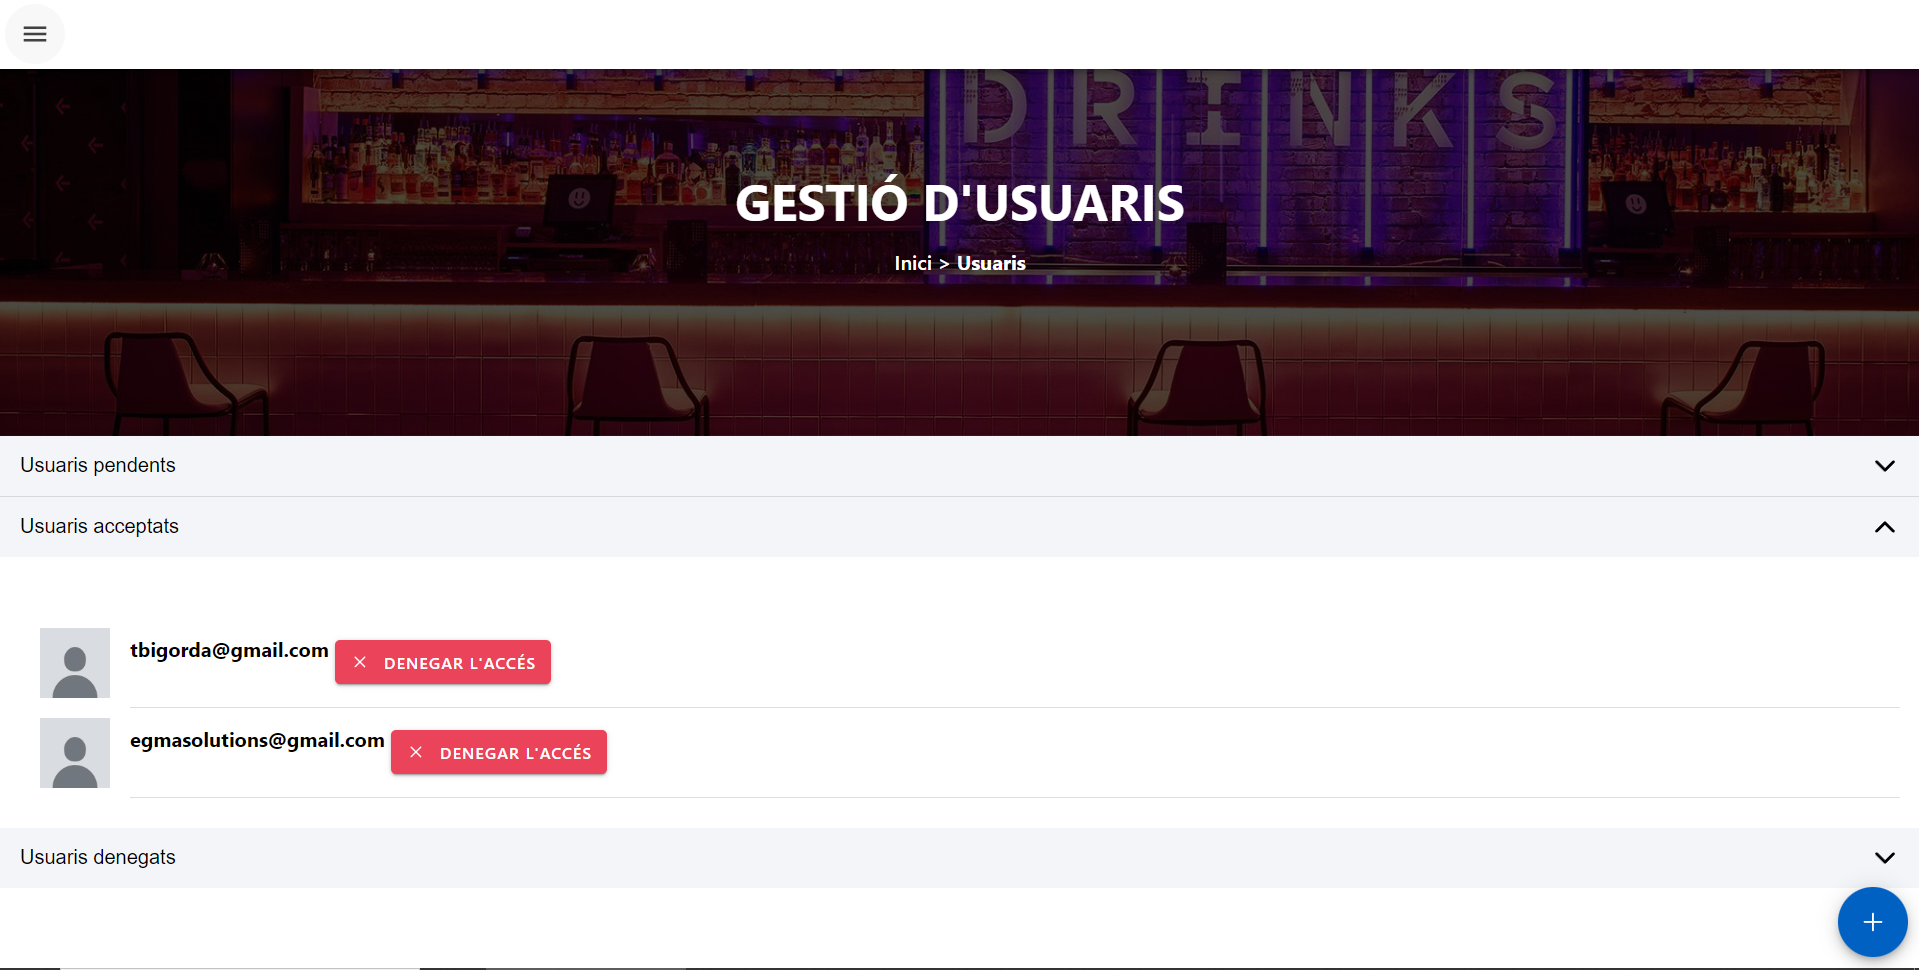 DRINKS
GESTIÓ D'USUARIS
Inici > Usuaris
Usuaris pendents
Usuaris acceptats
tbigorda@gmail.com
DENEGAR L'ACCÉS
egmasolutions@gmail.com
DENEGAR L'ACCÉS
Usuaris denegats